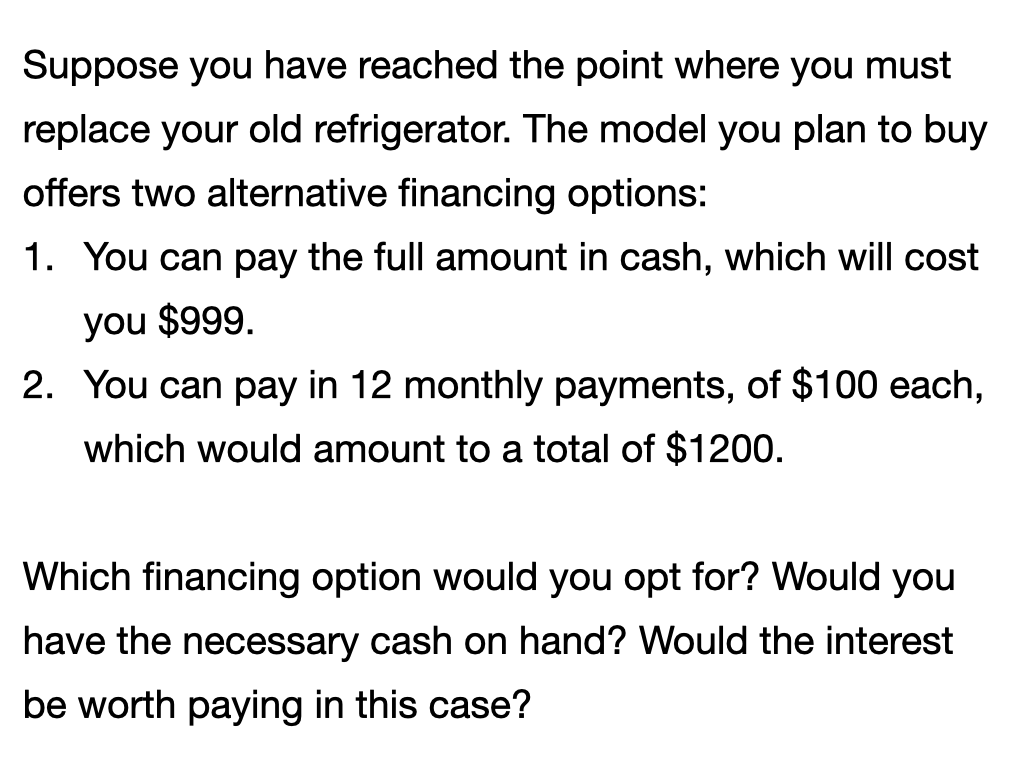 Suppose you have reached the point where you must
replace your old refrigerator. The model you plan to buy
offers two alternative financing options:
1. You can pay the full amount in cash, which will cost
you $999.
2. You can pay in 12 monthly payments, of $100 each,
which would amount to a total of $1200.
Which financing option would you opt for? Would you
have the necessary cash on hand? Would the interest
be worth paying in this case?